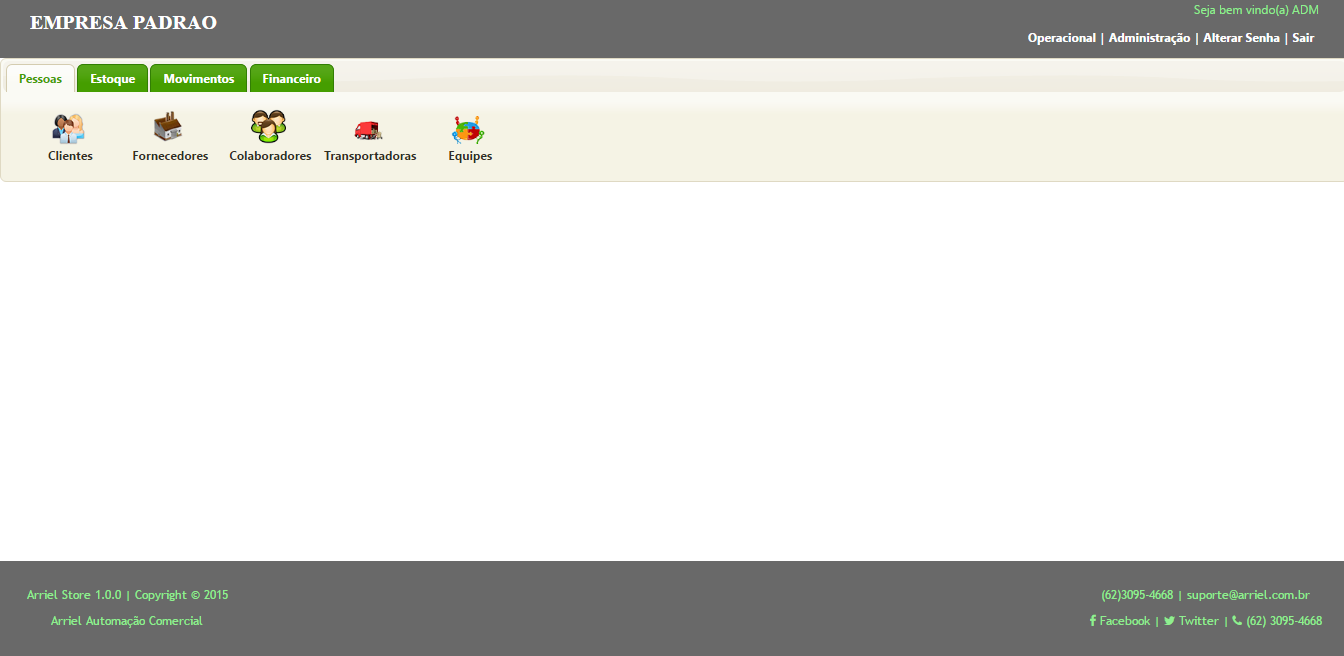 EMPRESA PADRAO
Seja bem vindo(a) ADM
Operacional | Administração | Alterar Senha | Sair
Pessoas Estoque Movimentos Financeiro
Clientes Fornecedores Colaboradores Transportadoras Equipes
Arriel Store 1.0.0 | Copyright © 2015
Arriel Automação Comercial
(62)3095-4668 | suporte@arriel.com.br
Facebook | Twitter | (62) 3095-4668